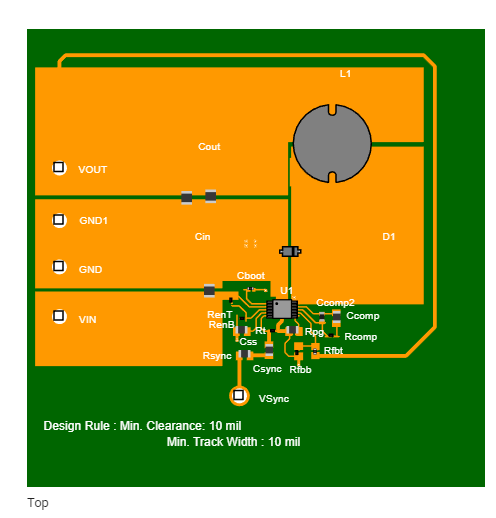 L1
Cout
VOUT
GND1
Cin
D1
GND
Cboot
U1
Ccomp2
RenT
VIN
Ccomp
RenB
Rt
Rpg
Rcomp
Css
Rfbt
Rsync
Csync
Rfbb
VSync
Design Rule : Min. Clearance: 10 mil
Min. Track Width : 10 mil
Top